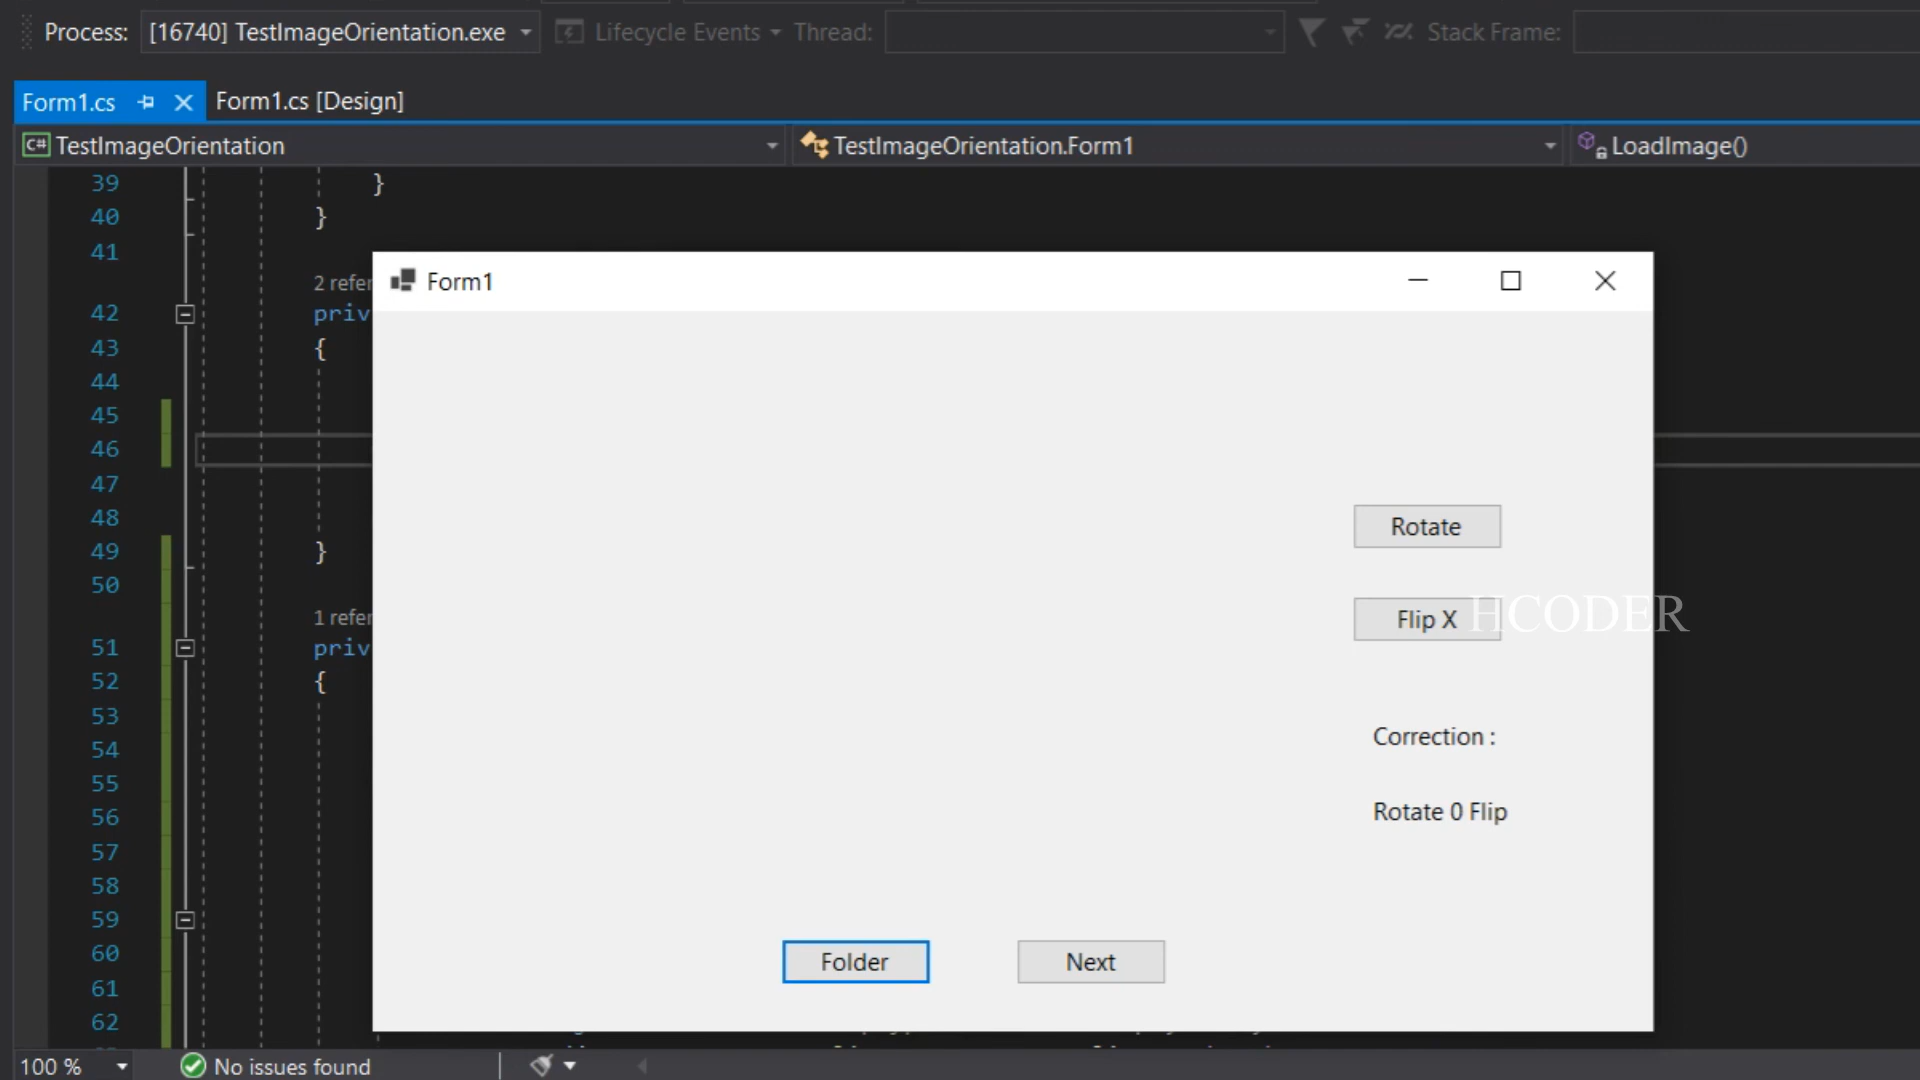 Process: [16740] TestImageOrientation.exe Lifecycle Events Thread: Stack Frame:
Form1.cs Form1.cs [Design]
C# TestImageOrientation TestImageOrientation.Form1 LoadImage()
39 }
40 }
41
2 refer
42 priv
43 {
44
45
46
47
48
49 }
50
1 refer
51 priv
52 {
53
54
55
56
57
58
59
60
61
62
Form1
Rotate
Flip X
HCODER
Correction :
Rotate 0 Flip
Folder Next
100 % No issues found